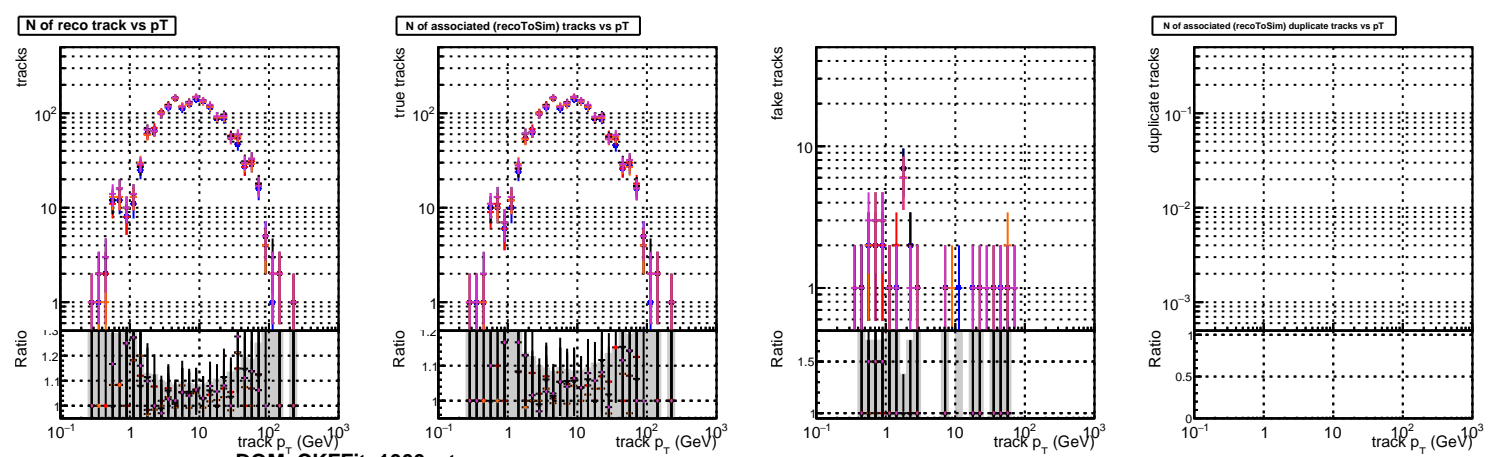 N of reco track vs pT
N of associated (recoToSim) tracks vs pT
N of associated (recoToSim) duplicate tracks vs pT
tracks
10²
10
1
Ratio
1.3
1.2
1.1
1
10⁻¹ 1 10 10² 10³
track p_T (GeV)
true tracks
10²
10
1
Ratio
1.2
1.1
1
10⁻¹ 1 10 10² 10³
track p_T (GeV)
fake tracks
10
1
Ratio
1.5
1
10⁻¹ 1 10 10² 10³
track p_T (GeV)
duplicate tracks
10⁻¹
10⁻²
10⁻³
Ratio
1
0.5
0
10⁻¹ 1 10 10² 10³
track p_T (GeV)